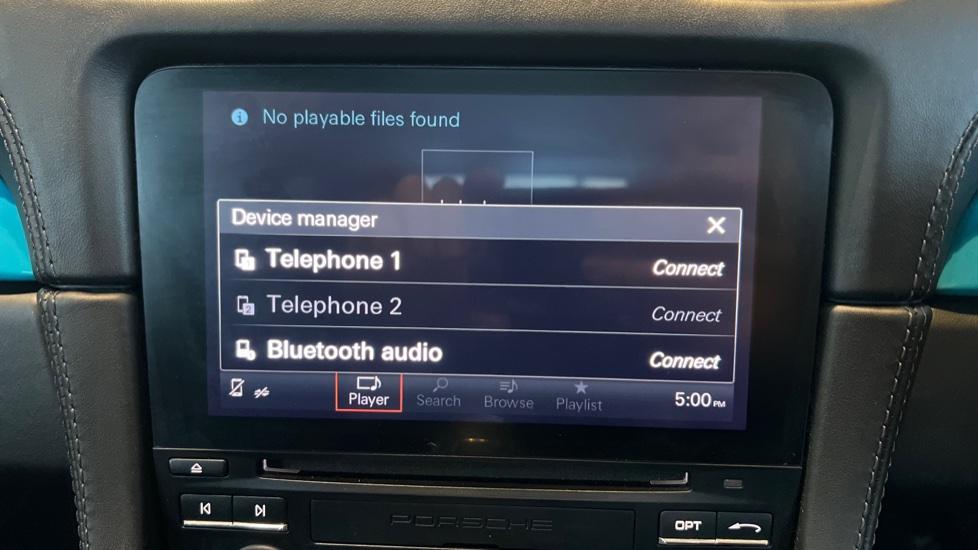 No playable files found
Device manager
Telephone 1 Connect
Telephone 2 Connect
Bluetooth audio Connect
Player Search Browse Playlist 5:00 PM
PORSCHE
OPT